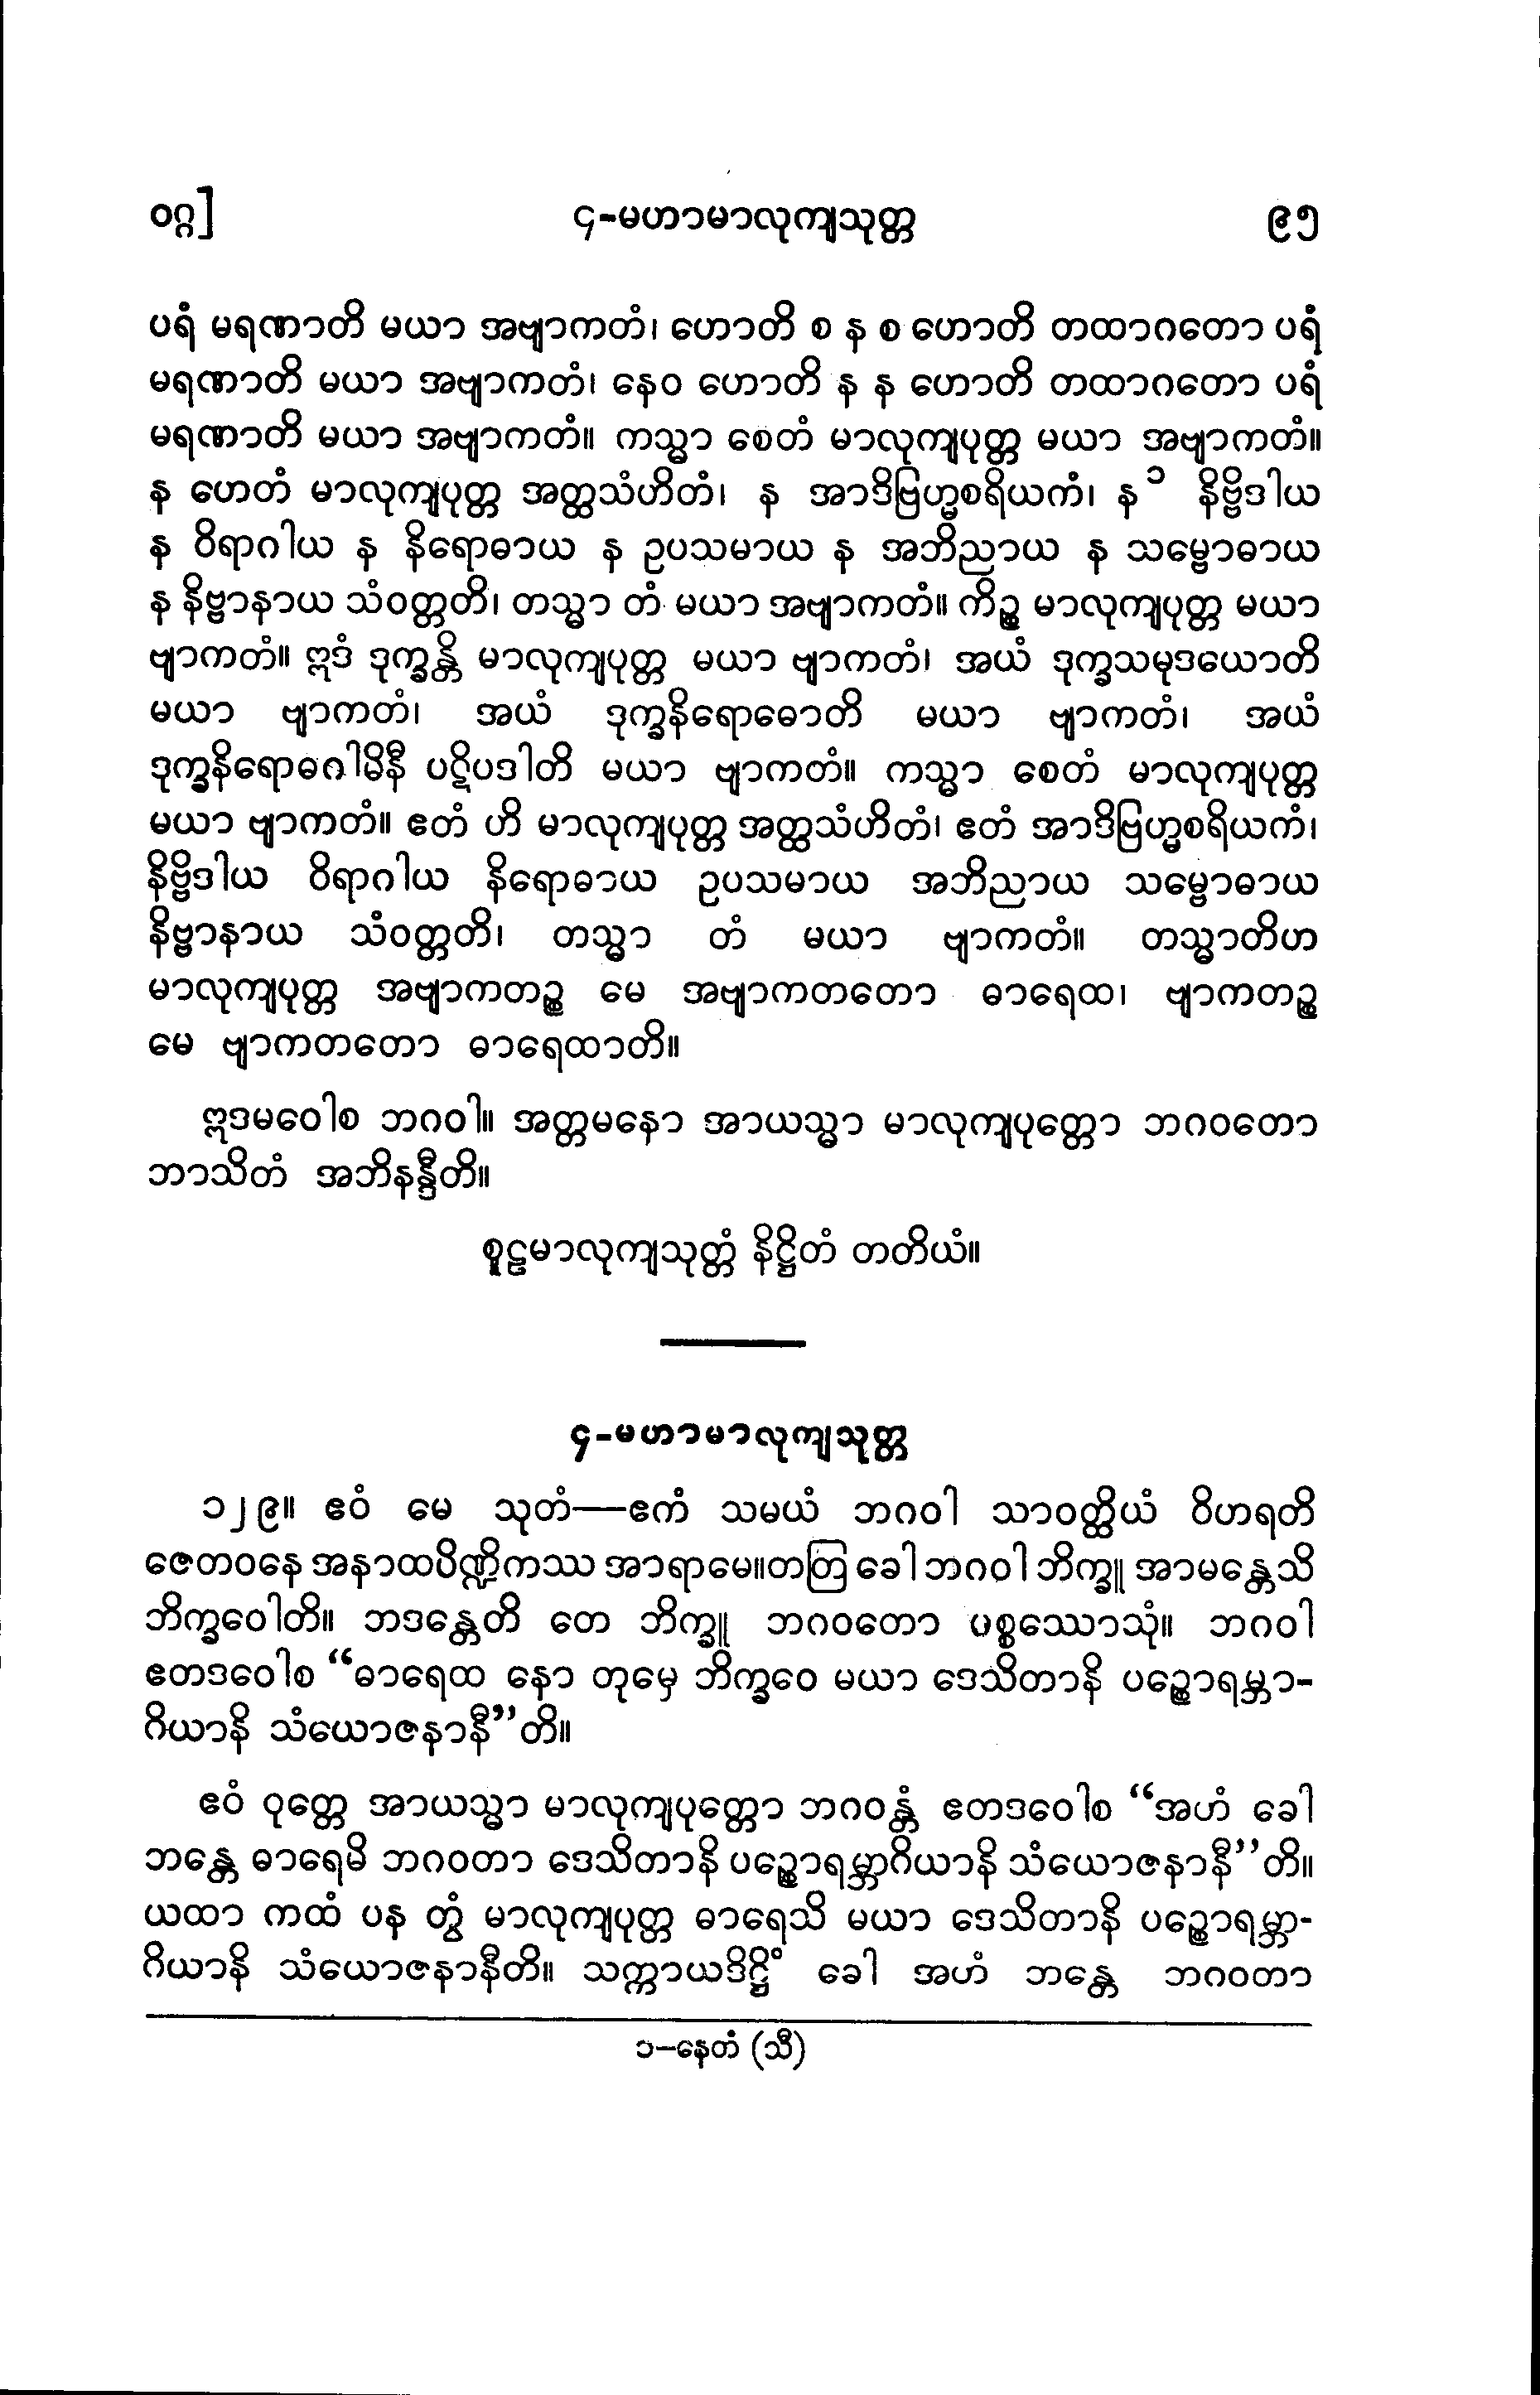 ဝဂ္ဂ]
၄-မဟာမာလုကျသုတ္တ
၉၅
ပရံ မရဏာတိ မယာ အဗျာကတံ၊ ဟောတိ စ န စ ဟောတိ တထာဂတော ပရံ
မရဏာတိ မယာ အဗျာကတံ၊ နေဝ ဟောတိ န န ဟောတိ တထာဂတော ပရံ
မရဏာတိ မယာ အဗျာကတံ။ ကသ္မာ စေတံ မာလုကျပုတ္တ မယာ အဗျာကတံ။
န ဟေတံ မာလုကျပုတ္တ အတ္ထသံဟိတံ၊ န အာဒိဗြဟ္မစရိယကံ၊ န ၁ နိဗ္ဗိဒါယ
န ဝိရာဂါယ န နိရောဓာယ န ဥပသမာယ န အဘိညာယ န သမ္ဗောဓာယ
န နိဗ္ဗာနာယ သံဝတ္တတိ၊ တသ္မာ တံ မယာ အဗျာကတံ။ ကိဉ္စ မာလုကျပုတ္တ မယာ
ဗျာကတံ။ ဣဒံ ဒုက္ခန္တိ မာလုကျပုတ္တ မယာ ဗျာကတံ၊ အယံ ဒုက္ခသမုဒယောတိ
မယာ ဗျာကတံ၊ အယံ ဒုက္ခနိရောဓောတိ မယာ ဗျာကတံ၊ အယံ
ဒုက္ခနိရောဓဂါမိနီ ပဋိပဒါတိ မယာ ဗျာကတံ။ ကသ္မာ စေတံ မာလုကျပုတ္တ
မယာ ဗျာကတံ။ ဧတံ ဟိ မာလုကျပုတ္တ အတ္ထသံဟိတံ၊ ဧတံ အာဒိဗြဟ္မစရိယကံ၊
နိဗ္ဗိဒါယ ဝိရာဂါယ နိရောဓာယ ဥပသမာယ အဘိညာယ သမ္ဗောဓာယ
နိဗ္ဗာနာယ သံဝတ္တတိ၊ တသ္မာ တံ မယာ ဗျာကတံ။ တသ္မာတိဟ
မာလုကျပုတ္တ အဗျာကတဉ္စ မေ အဗျာကတတော ဓာရေထ၊ ဗျာကတဉ္စ
မေ ဗျာကတတော ဓာရေထာတိ။
ဣဒမဝေါစ ဘဂဝါ။ အတ္တမနော အာယသ္မာ မာလုကျပုတ္တော ဘဂဝတော
ဘာသိတံ အဘိနန္ဒီတိ။
စူဠမာလုကျသုတ္တံ နိဋ္ဌိတံ တတိယံ။
၄-မဟာမာလုကျသုတ္တ
၁၂၉။ ဧဝံ မေ သုတံ—ဧကံ သမယံ ဘဂဝါ သာဝတ္ထိယံ ဝိဟရတိ
ဇေတဝနေ အနာထပိဏ္ဍိကဿ အာရာမေ။တတြ ခေါ ဘဂဝါ ဘိက္ခူ အာမန္တေသိ
ဘိက္ခဝေါတိ။ ဘဒန္တေတိ တေ ဘိက္ခူ ဘဂဝတော ပစ္စဿောသုံ။ ဘဂဝါ
ဧတဒဝေါစ “ဓာရေထ နော တုမှေ ဘိက္ခဝေ မယာ ဒေသိတာနိ ပဉ္စောရမ္ဘာ-
ဂိယာနိ သံယောဇနာနီ”တိ။
ဧဝံ ဝုတ္တေ အာယသ္မာ မာလုကျပုတ္တော ဘဂဝန္တံ ဧတဒဝေါစ “အဟံ ခေါ
ဘန္တေ ဓာရေမိ ဘဂဝတာ ဒေသိတာနိ ပဉ္စောရမ္ဘာဂိယာနိ သံယောဇနာနီ”တိ။
ယထာ ကထံ ပန တွံ မာလုကျပုတ္တ ဓာရေသိ မယာ ဒေသိတာနိ ပဉ္စောရမ္ဘာ-
ဂိယာနိ သံယောဇနာနီတိ။ သက္ကာယဒိဋ္ဌိံ ခေါ အဟံ ဘန္တေ ဘဂဝတာ
၁–နေတံ (သီ)